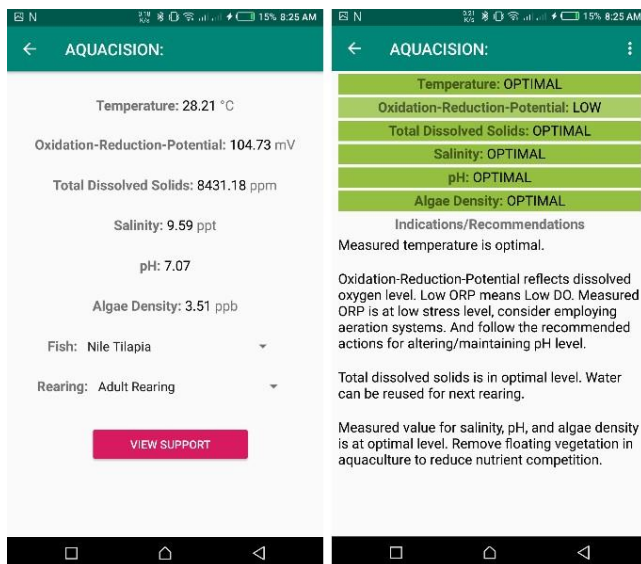 N 3.18 K/s 15% 8:25 AM
AQUACISION:
Temperature: 28.21 °C
Oxidation-Reduction-Potential: 104.73 mV
Total Dissolved Solids: 8431.18 ppm
Salinity: 9.59 ppt
pH: 7.07
Algae Density: 3.51 ppb
Fish: Nile Tilapia
Rearing: Adult Rearing
VIEW SUPPORT
N 3.21 K/s 15% 8:25 AM
AQUACISION:
Temperature: OPTIMAL
Oxidation-Reduction-Potential: LOW
Total Dissolved Solids: OPTIMAL
Salinity: OPTIMAL
pH: OPTIMAL
Algae Density: OPTIMAL
Indications/Recommendations
Measured temperature is optimal.
Oxidation-Reduction-Potential reflects dissolved
oxygen level. Low ORP means Low DO. Measured
ORP is at low stress level, consider employing
aeration systems. And follow the recommended
actions for altering/maintaining pH level.
Total dissolved solids is in optimal level. Water
can be reused for next rearing.
Measured value for salinity, pH, and algae density
is at optimal level. Remove floating vegetation in
aquaculture to reduce nutrient competition.